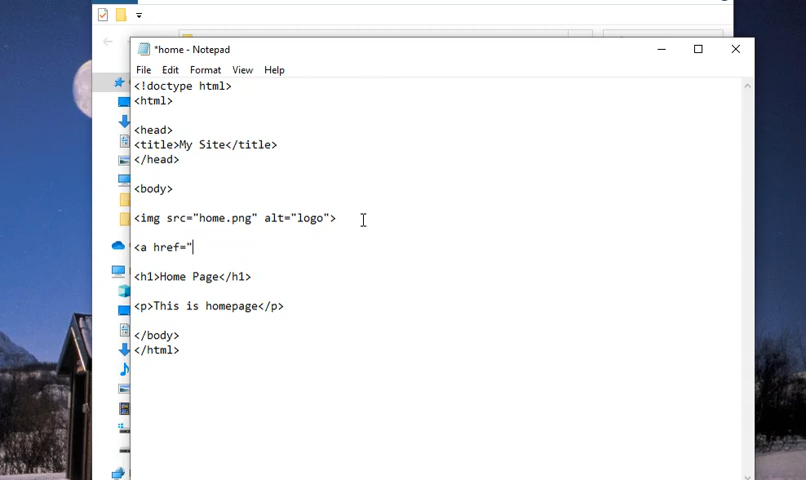 *home - Notepad
File Edit Format View Help
<!doctype html>
<html>
<head>
<title>My Site</title>
</head>
<body>
<img src="home.png" alt="logo">
<a href="
<h1>Home Page</h1>
<p>This is homepage</p>
</body>
</html>